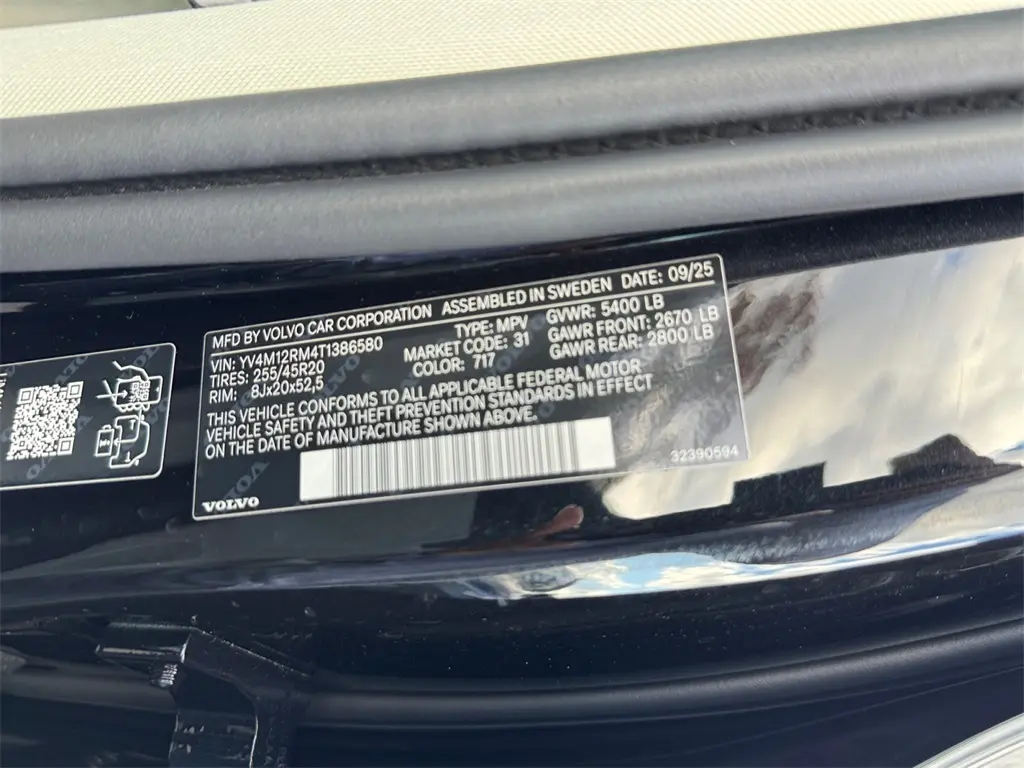 MFD BY VOLVO CAR CORPORATION ASSEMBLED IN SWEDEN DATE: 09/25
VIN: YV4M12RM4T1386580 TYPE: MPV GVWR: 5400 LB
TIRES: 255/45R20 MARKET CODE: 31 GAWR FRONT: 2670 LB
RIM: 8Jx20x52,5 COLOR: 717 GAWR REAR: 2800 LB
THIS VEHICLE CONFORMS TO ALL APPLICABLE FEDERAL MOTOR
VEHICLE SAFETY AND THEFT PREVENTION STANDARDS IN EFFECT
ON THE DATE OF MANUFACTURE SHOWN ABOVE.
32390594
VOLVO